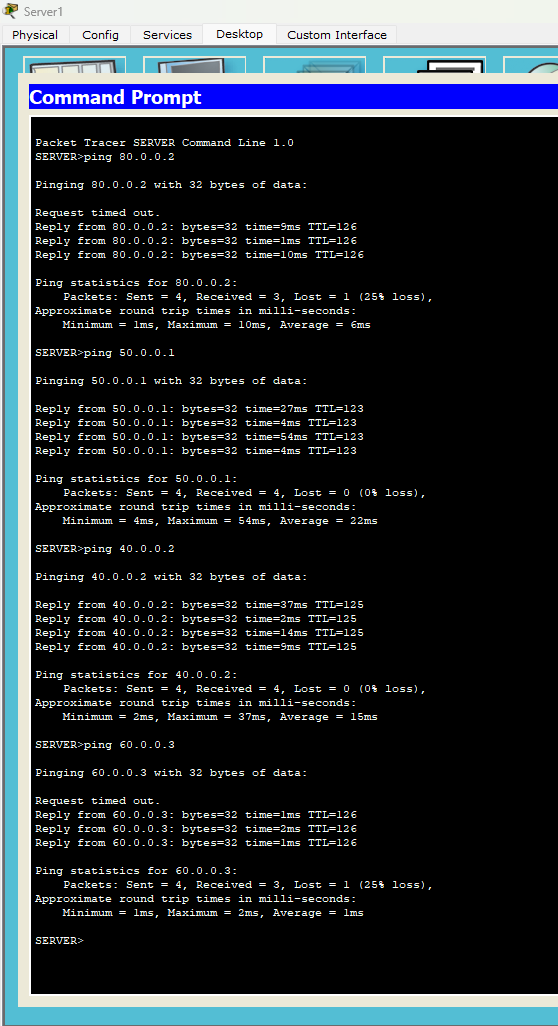 Server1
Physical Config Services Desktop Custom Interface
Command Prompt
Packet Tracer SERVER Command Line 1.0
SERVER>ping 80.0.0.2
Pinging 80.0.0.2 with 32 bytes of data:
Request timed out.
Reply from 80.0.0.2: bytes=32 time=9ms TTL=126
Reply from 80.0.0.2: bytes=32 time=1ms TTL=126
Reply from 80.0.0.2: bytes=32 time=10ms TTL=126
Ping statistics for 80.0.0.2:
Packets: Sent = 4, Received = 3, Lost = 1 (25% loss),
Approximate round trip times in milli-seconds:
Minimum = 1ms, Maximum = 10ms, Average = 6ms
SERVER>ping 50.0.0.1
Pinging 50.0.0.1 with 32 bytes of data:
Reply from 50.0.0.1: bytes=32 time=27ms TTL=123
Reply from 50.0.0.1: bytes=32 time=4ms TTL=123
Reply from 50.0.0.1: bytes=32 time=54ms TTL=123
Reply from 50.0.0.1: bytes=32 time=4ms TTL=123
Ping statistics for 50.0.0.1:
Packets: Sent = 4, Received = 4, Lost = 0 (0% loss),
Approximate round trip times in milli-seconds:
Minimum = 4ms, Maximum = 54ms, Average = 22ms
SERVER>ping 40.0.0.2
Pinging 40.0.0.2 with 32 bytes of data:
Reply from 40.0.0.2: bytes=32 time=37ms TTL=125
Reply from 40.0.0.2: bytes=32 time=2ms TTL=125
Reply from 40.0.0.2: bytes=32 time=14ms TTL=125
Reply from 40.0.0.2: bytes=32 time=9ms TTL=125
Ping statistics for 40.0.0.2:
Packets: Sent = 4, Received = 4, Lost = 0 (0% loss),
Approximate round trip times in milli-seconds:
Minimum = 2ms, Maximum = 37ms, Average = 15ms
SERVER>ping 60.0.0.3
Pinging 60.0.0.3 with 32 bytes of data:
Request timed out.
Reply from 60.0.0.3: bytes=32 time=1ms TTL=126
Reply from 60.0.0.3: bytes=32 time=2ms TTL=126
Reply from 60.0.0.3: bytes=32 time=1ms TTL=126
Ping statistics for 60.0.0.3:
Packets: Sent = 4, Received = 3, Lost = 1 (25% loss),
Approximate round trip times in milli-seconds:
Minimum = 1ms, Maximum = 2ms, Average = 1ms
SERVER>